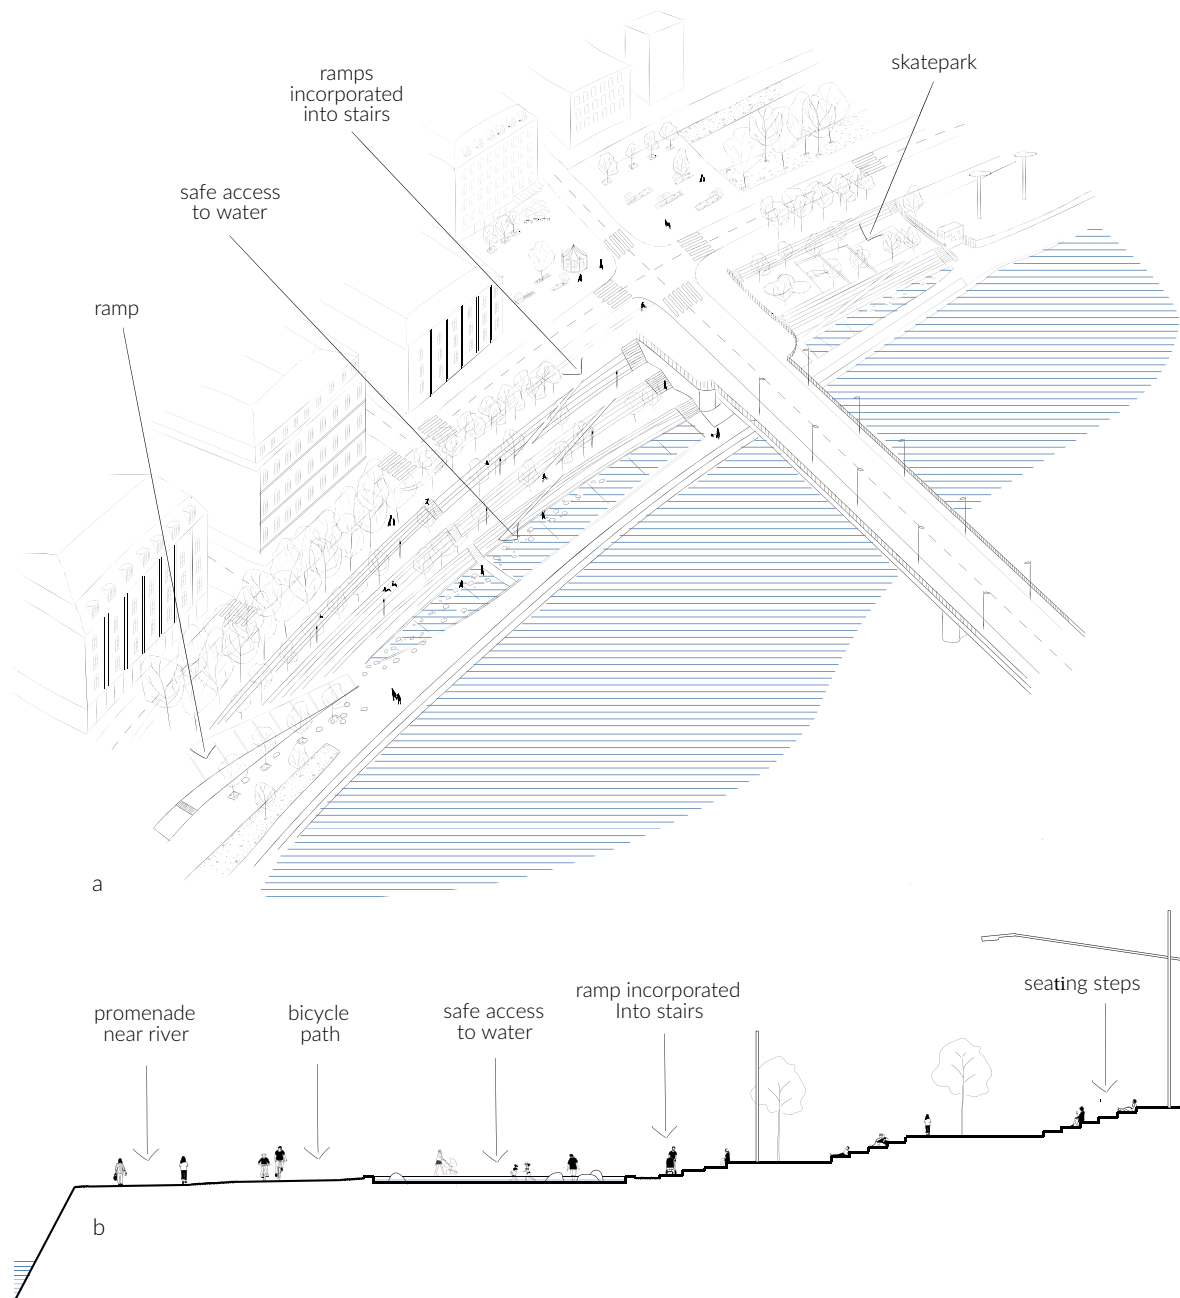 skatepark
ramps
incorporated
into stairs
safe access
to water
ramp
a
ramp incorporated
Into stairs
seating steps
promenade
near river
bicycle
path
safe access
to water
b